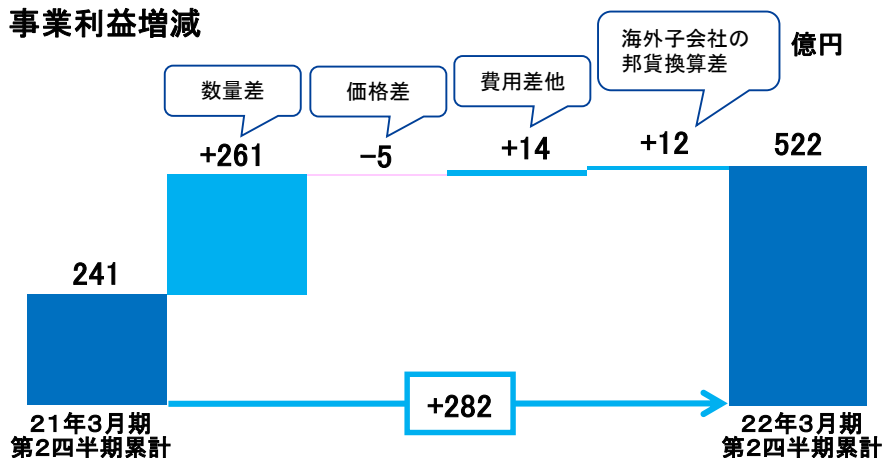 事業利益増減
億円
数量差
価格差
費用差他
海外子会社の
邦貨換算差
+261
−5
+14
+12
522
241
+282
21年3月期
第2四半期累計
22年3月期
第2四半期累計